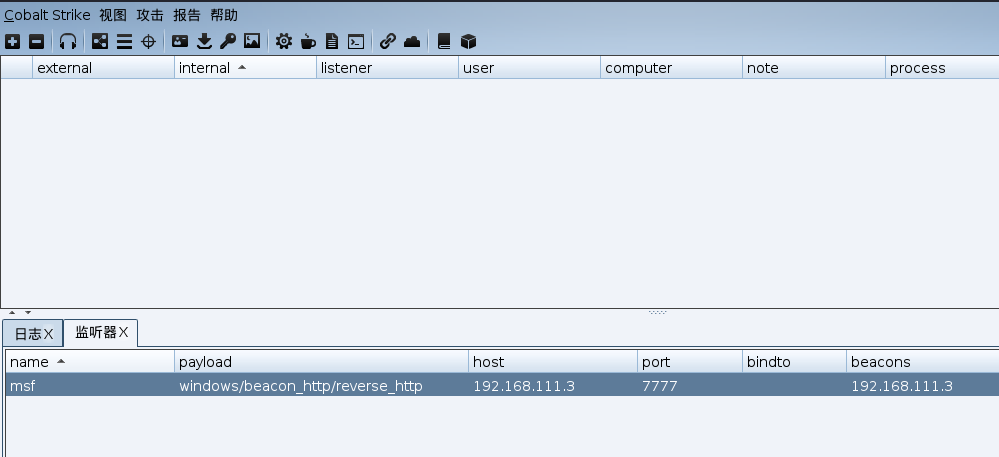 Cobalt Strike 视图 攻击 报告 帮助
external internal listener user computer note process
日志X 监听器X
name payload host port bindto beacons
msf windows/beacon_http/reverse_http 192.168.111.3 7777 192.168.111.3